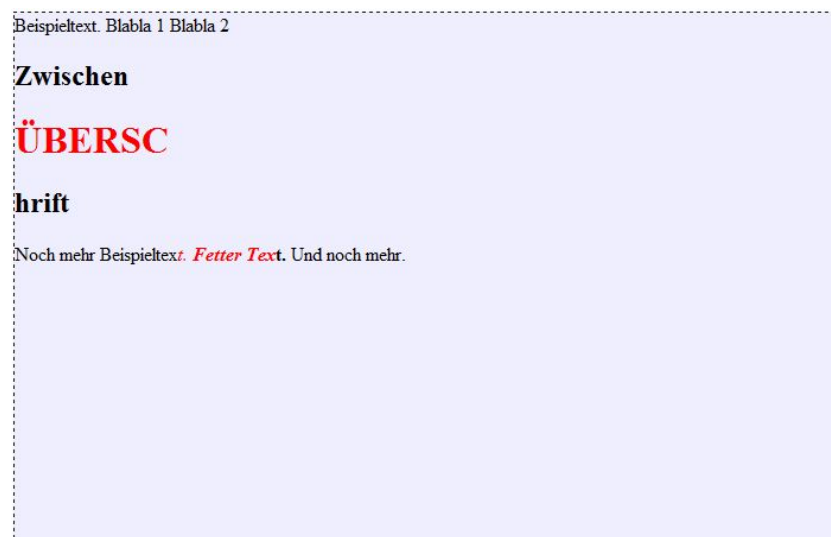 Beispieltext. Blabla 1 Blabla 2
Zwischen
ÜBERSC
hrift
Noch mehr Beispieltext. Fetter Text. Und noch mehr.